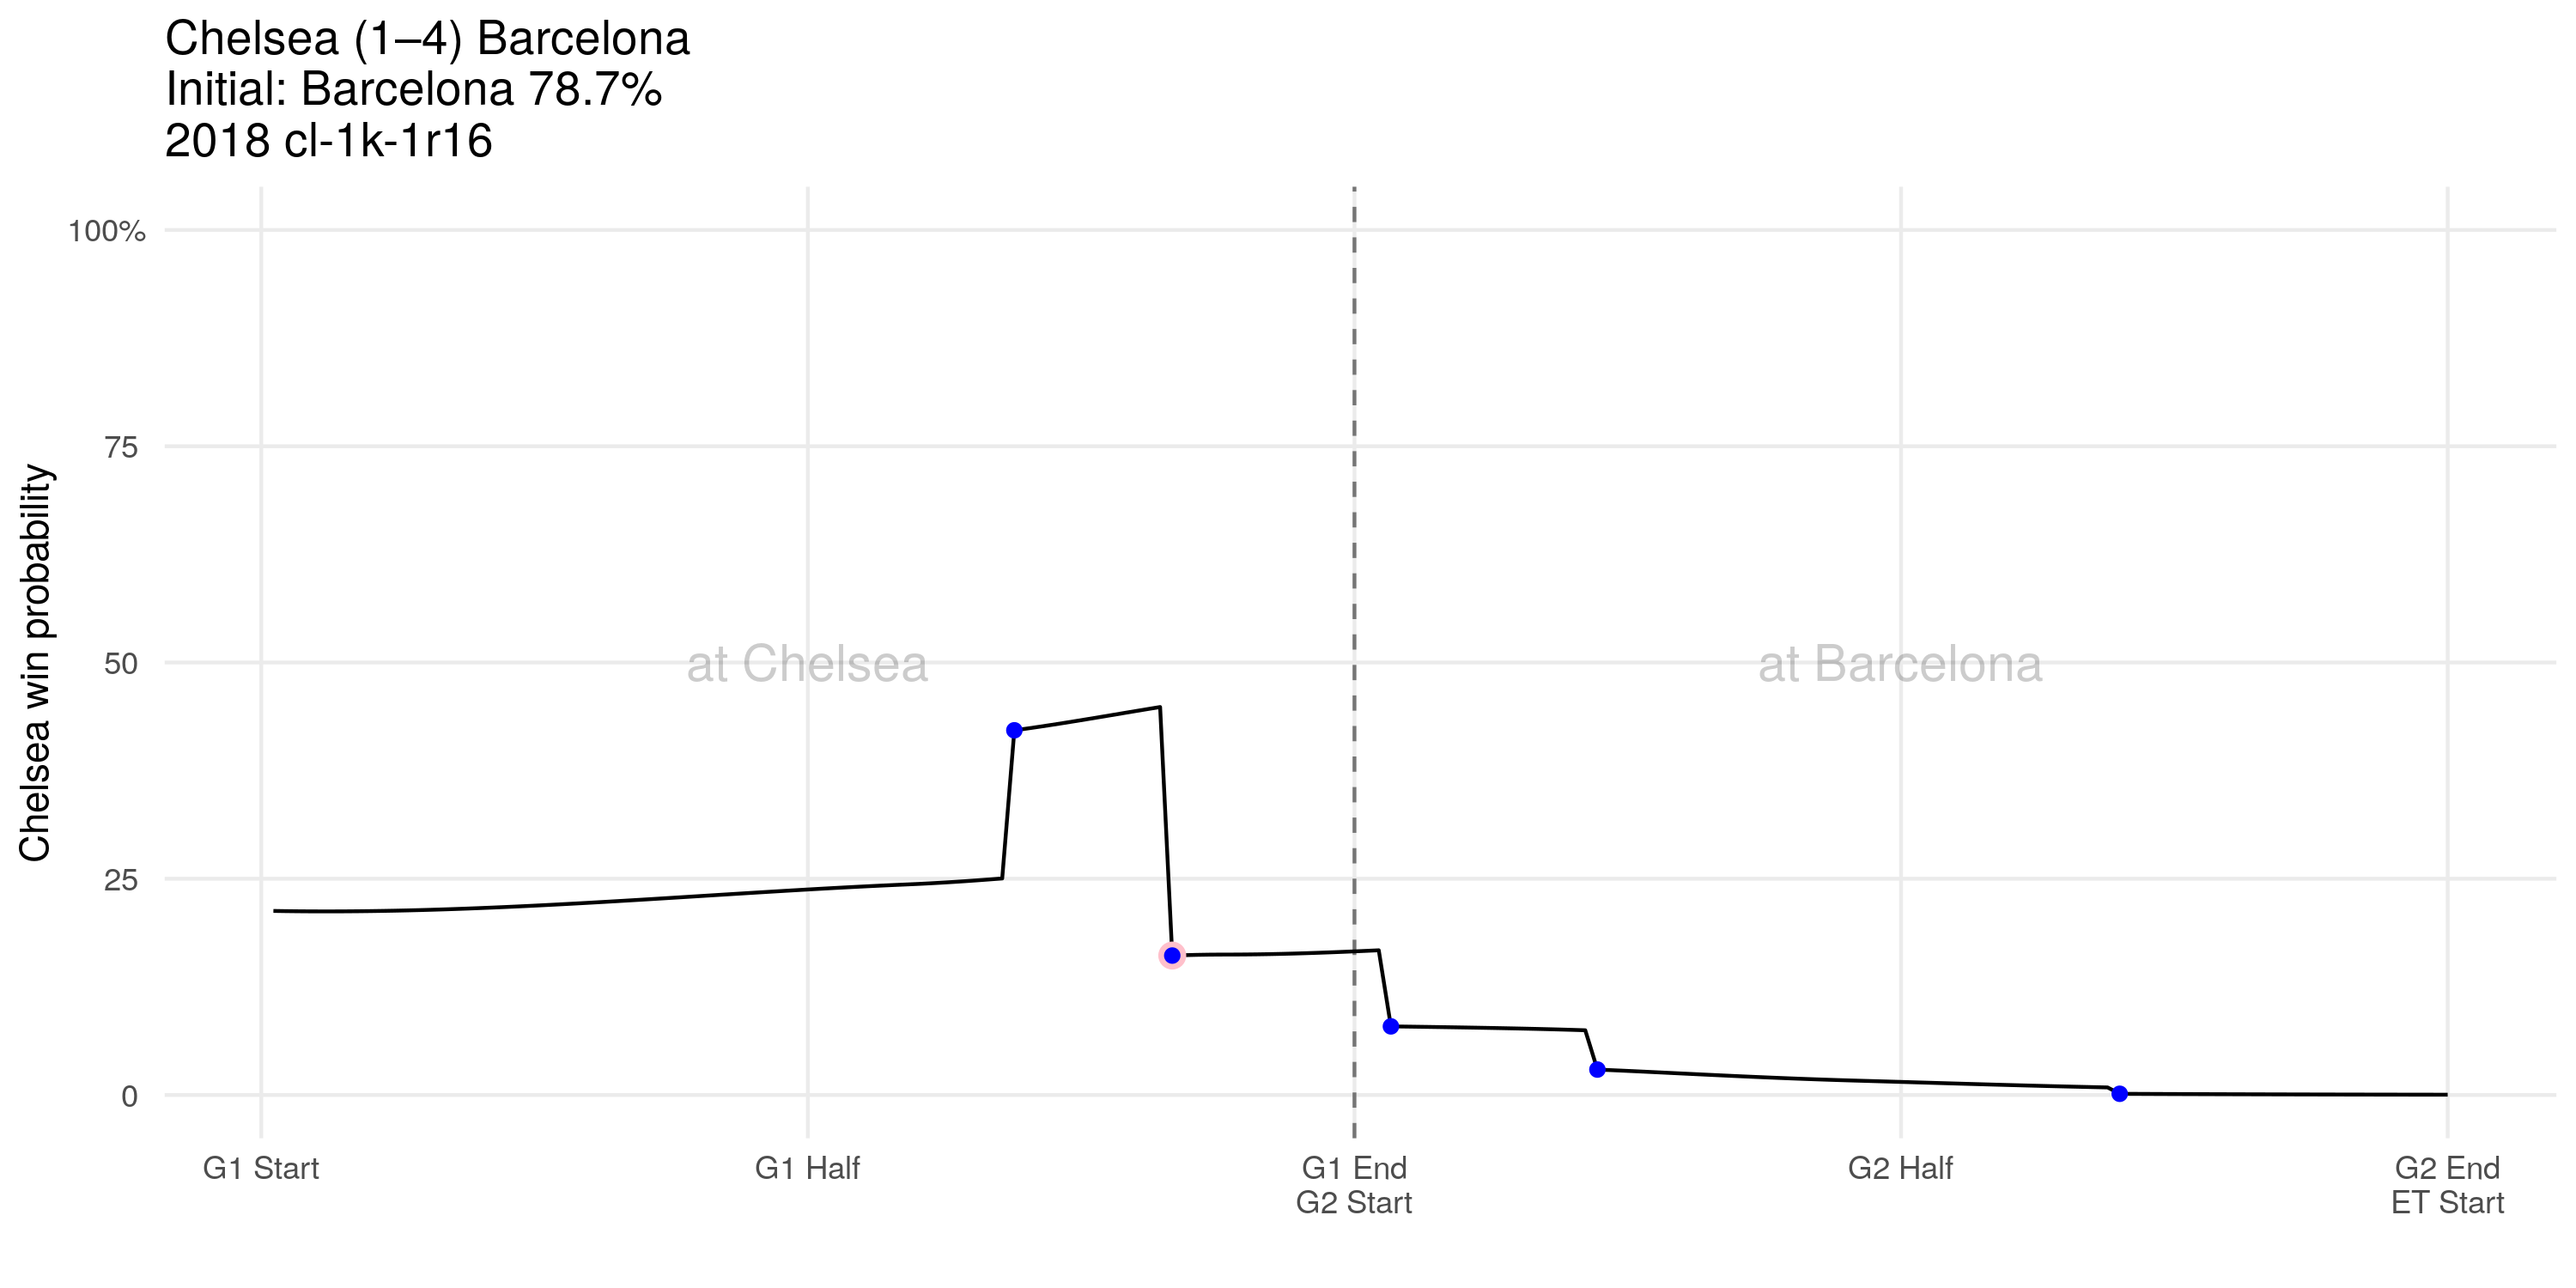 Chelsea (1–4) Barcelona
Initial: Barcelona 78.7%
2018 cl-1k-1r16
Chelsea win probability
100%
75
50
25
0
at Chelsea
at Barcelona
G1 Start
G1 Half
G1 End
G2 Start
G2 Half
G2 End
ET Start